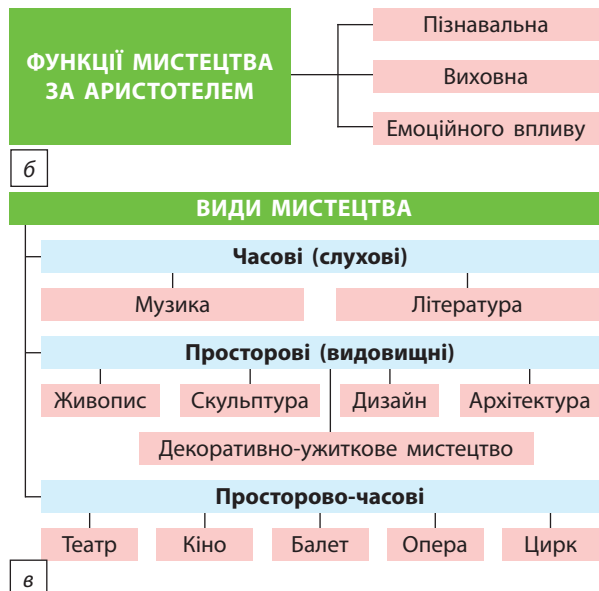 ФУНКЦІЇ МИСТЕЦТВА
ЗА АРИСТОТЕЛЕМ
Пізнавальна
Виховна
Емоційного впливу
б
ВИДИ МИСТЕЦТВА
Часові (слухові)
Музика
Література
Просторові (видовищні)
Живопис
Скульптура
Дизайн
Архітектура
Декоративно-ужиткове мистецтво
Просторово-часові
Театр
Кіно
Балет
Опера
Цирк
в